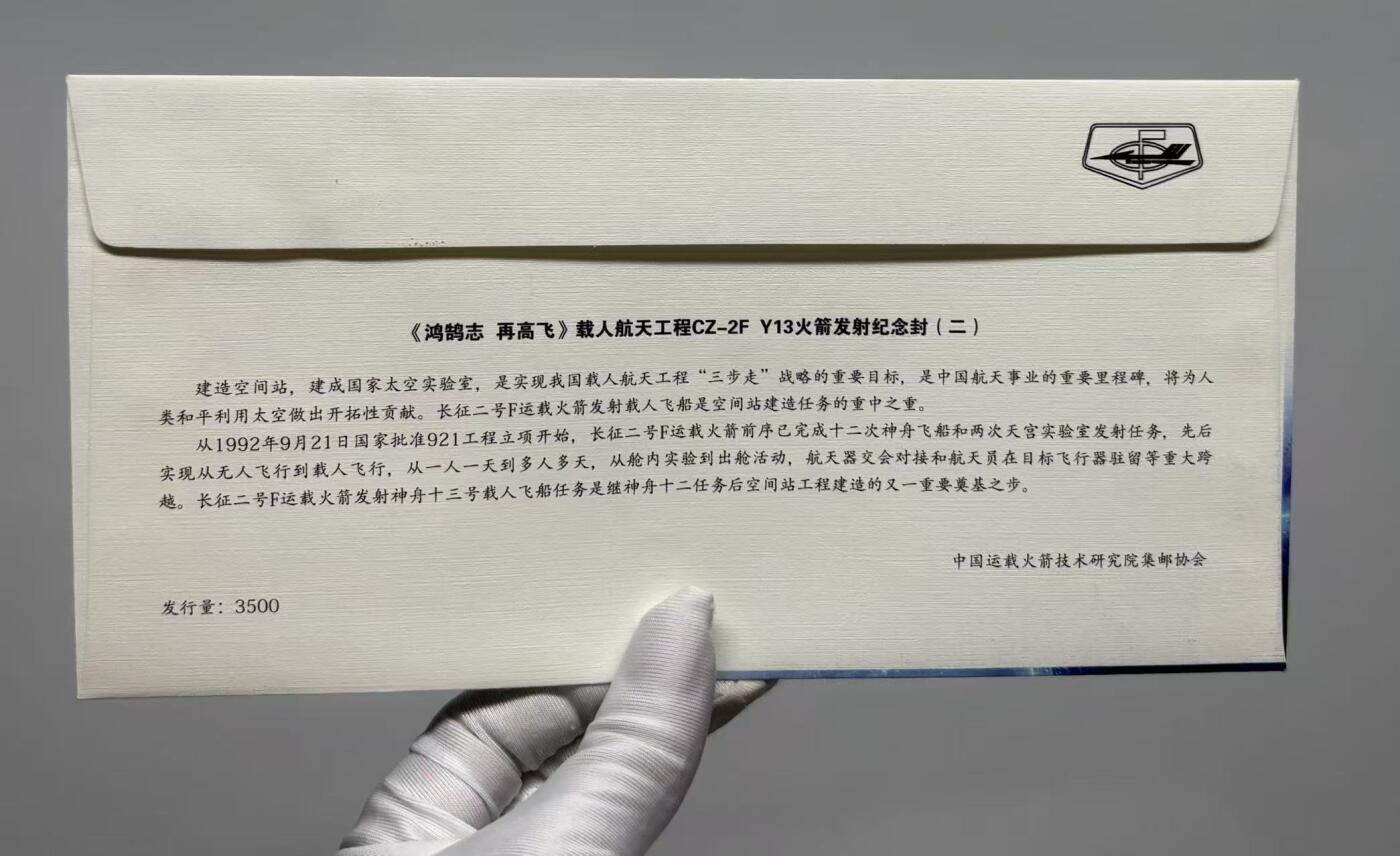 《鸿鹄志 再高飞》载人航天工程CZ-2F Y13火箭发射纪念封（二）
建造空间站，建成国家太空实验室，是实现我国载人航天工程“三步走”战略的重要目标，是中国航天事业的重要里程碑，将为人
类和平利用太空做出开拓性贡献。长征二号F运载火箭发射载人飞船是空间站建造任务的重中之重。
从1992年9月21日国家批准921工程立项开始，长征二号F运载火箭前序已完成十二次神舟飞船和两次天宫实验室发射任务，先后
实现从无人飞行到载人飞行，从一人一天到多人多天，从舱内实验到出舱活动，航天器交会对接和航天员在目标飞行器驻留等重大跨
越。长征二号F运载火箭发射神舟十三号载人飞船任务是继神舟十二任务后空间站工程建造的又一重要奠基之步。
中国运载火箭技术研究院集邮协会
发行量：3500